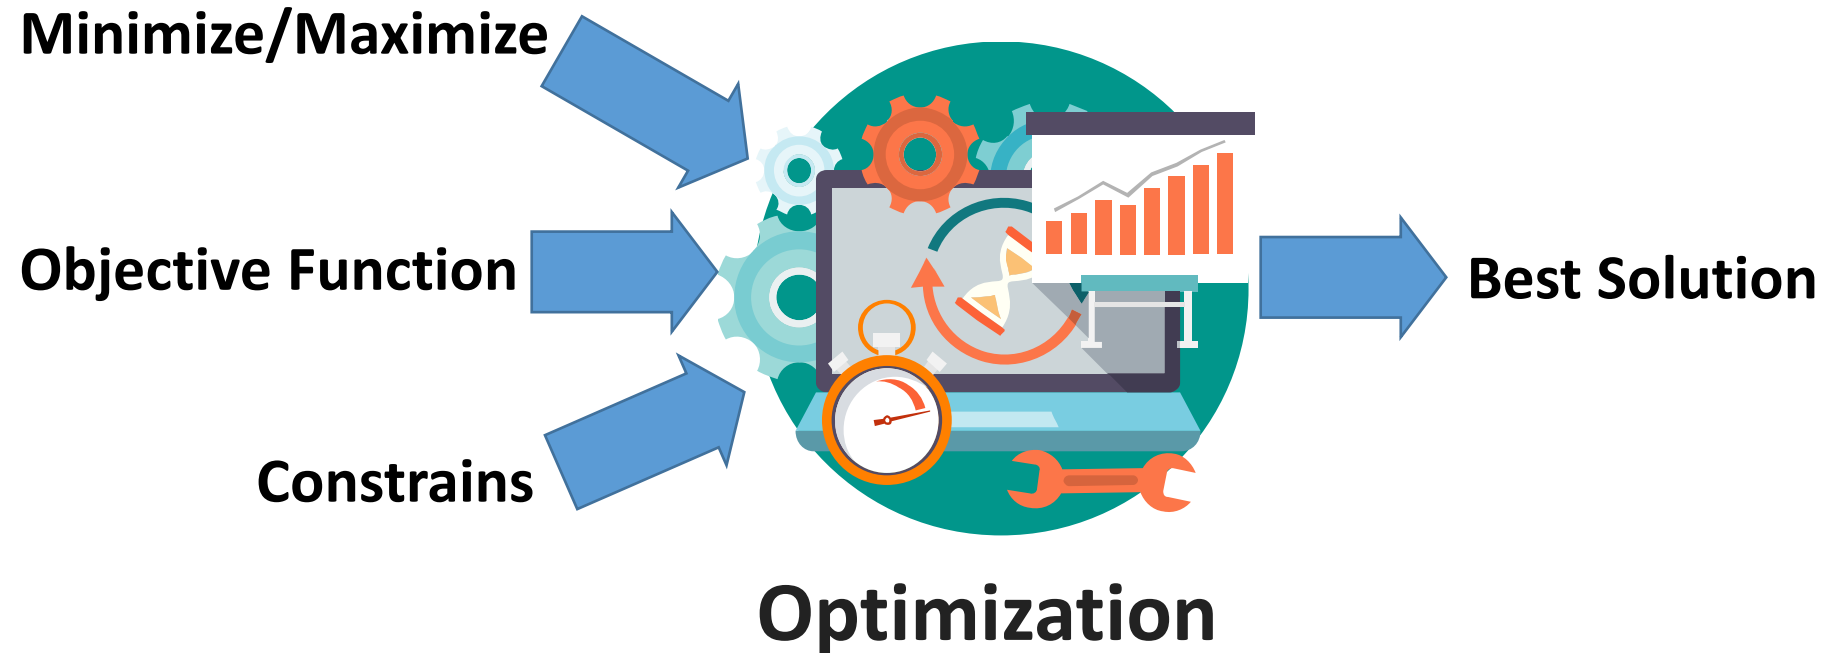 Minimize/Maximize
Objective Function
Constrains
Best Solution
Optimization